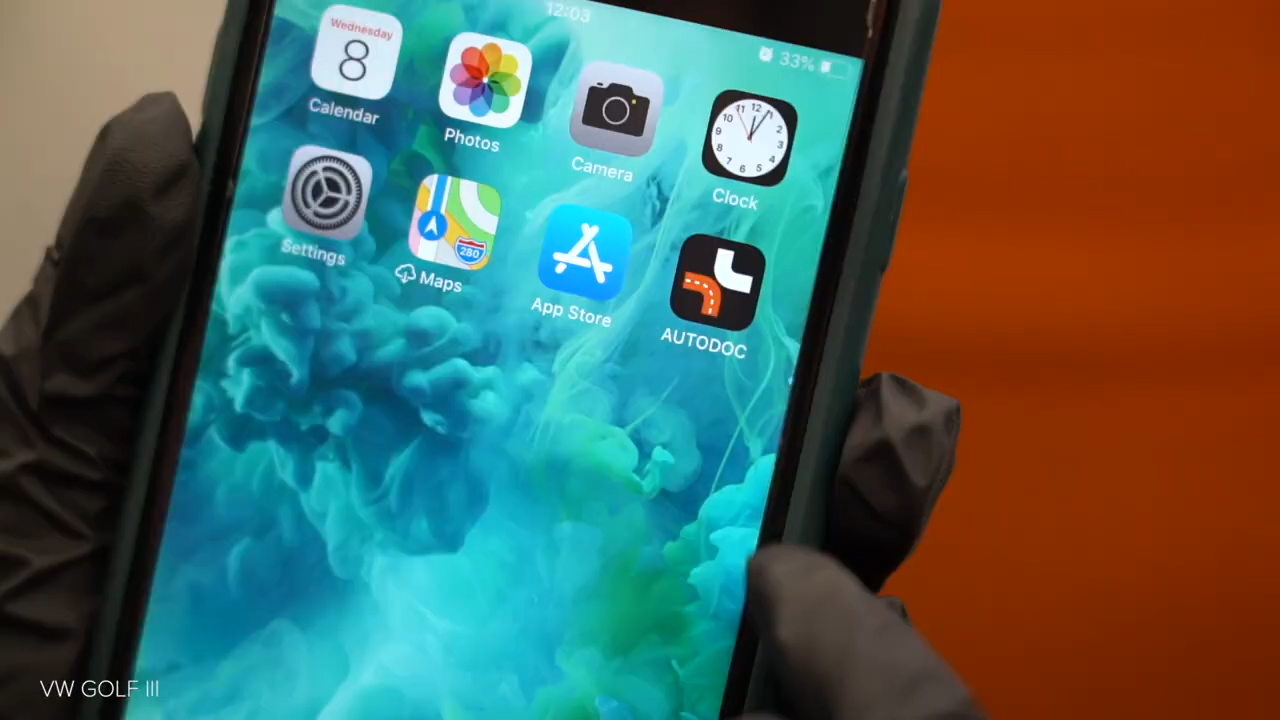 12:03
33%
Wednesday
8
Calendar
Photos
Camera
Clock
Settings
280
Maps
App Store
AUTODOC
VW GOLF III